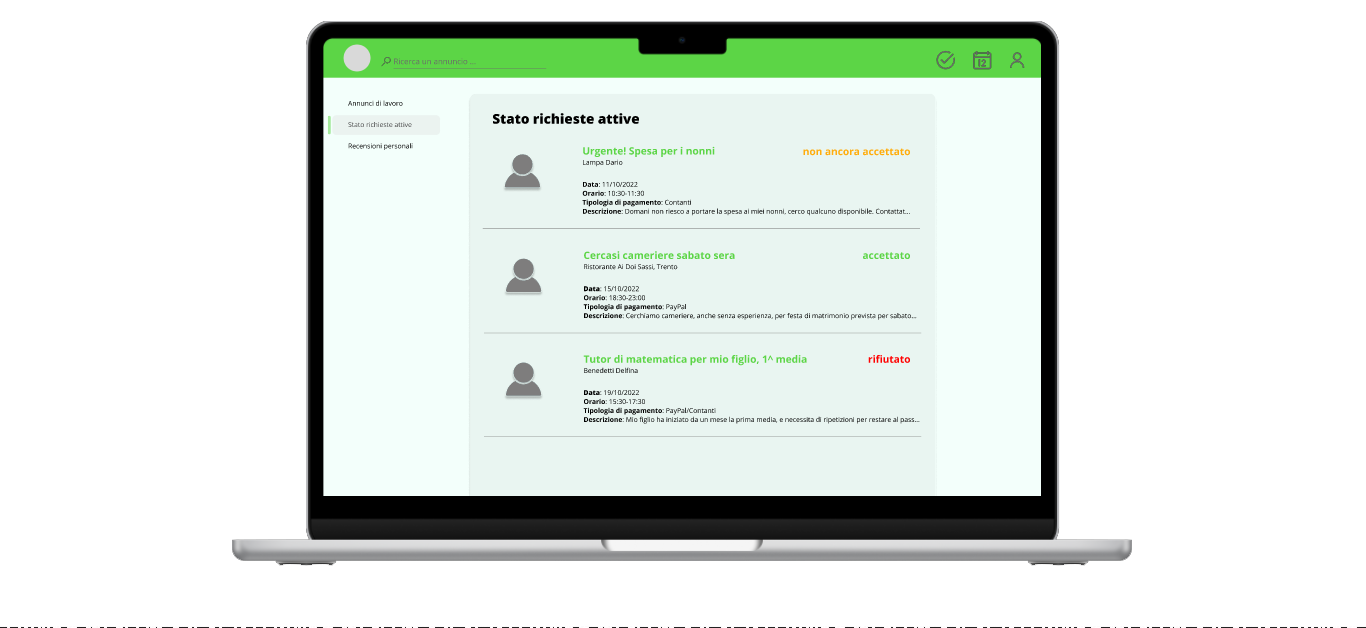 Ricerca un annuncio ...
12
Annunci di lavoro
Stato richieste attive
Recensioni personali
Stato richieste attive
Urgente! Spesa per i nonni
non ancora accettato
Lampa Dario
Data: 11/10/2022
Orario: 10:30-11:30
Tipologia di pagamento: Contanti
Descrizione: Domani non riesco a portare la spesa ai miei nonni, cerco qualcuno disponibile. Contattat...
Cercasi cameriere sabato sera
accettato
Ristorante Ai Doi Sassi, Trento
Data: 15/10/2022
Orario: 18:30-23:00
Tipologia di pagamento: PayPal
Descrizione: Cerchiamo cameriere, anche senza esperienza, per festa di matrimonio prevista per sabato...
Tutor di matematica per mio figlio, 1^ media
rifiutato
Benedetti Delfina
Data: 19/10/2022
Orario: 15:30-17:30
Tipologia di pagamento: PayPal/Contanti
Descrizione: Mio figlio ha iniziato da un mese la prima media, e necessita di ripetizioni per restare al pass...